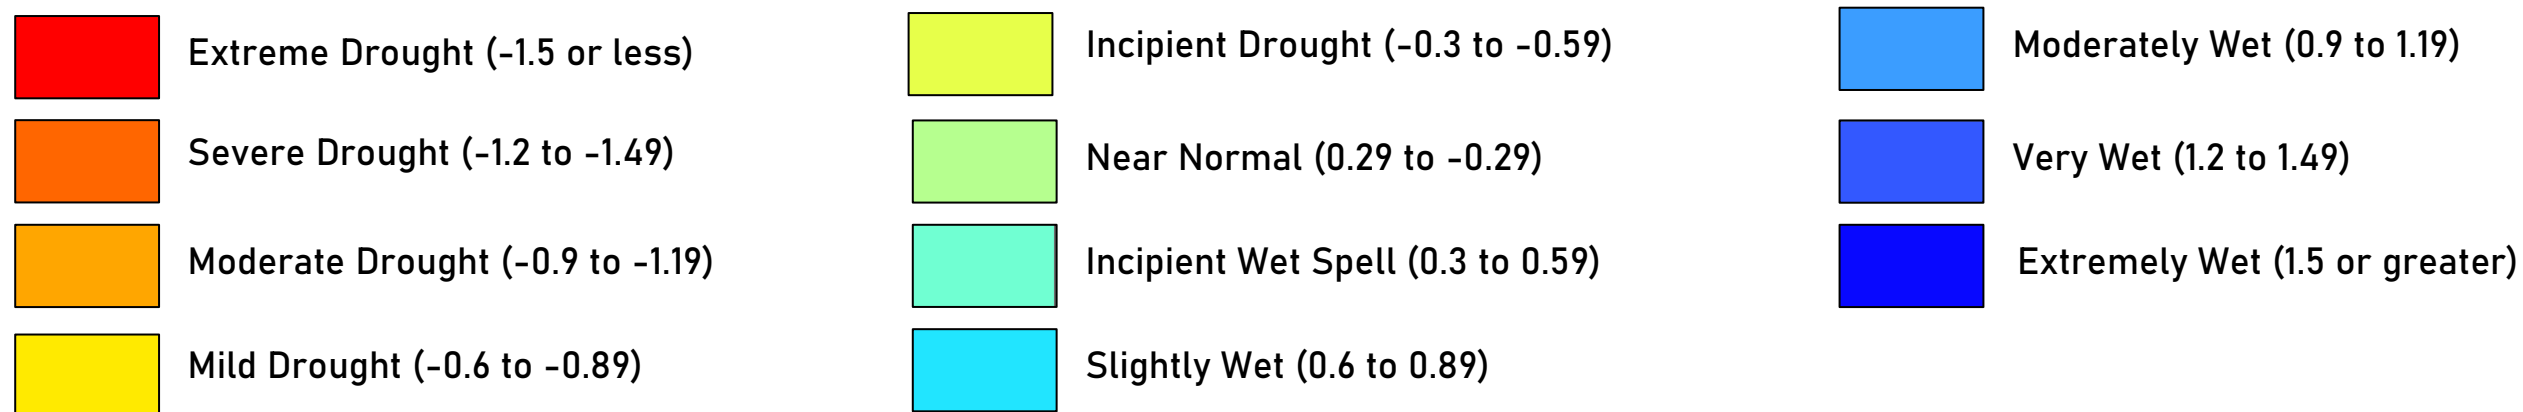 Extreme Drought (-1.5 or less)
Severe Drought (-1.2 to -1.49)
Moderate Drought (-0.9 to -1.19)
Mild Drought (-0.6 to -0.89)
Incipient Drought (-0.3 to -0.59)
Near Normal (0.29 to -0.29)
Incipient Wet Spell (0.3 to 0.59)
Slightly Wet (0.6 to 0.89)
Moderately Wet (0.9 to 1.19)
Very Wet (1.2 to 1.49)
Extremely Wet (1.5 or greater)